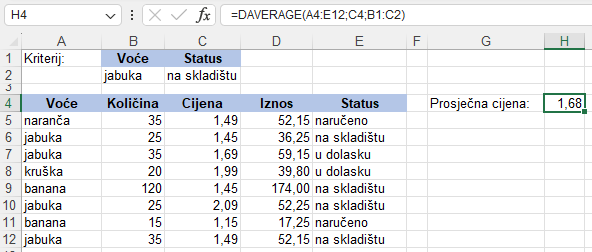 H4 fx =DAVERAGE(A4:E12;C4;B1:C2)
A B C D E F G H
1 Kriterij: Voće Status
2 jabuka na skladištu
3
4 Voće Količina Cijena Iznos Status Prosječna cijena: 1,68
5 naranča 35 1,49 52,15 naručeno
6 jabuka 25 1,45 36,25 na skladištu
7 jabuka 35 1,69 59,15 u dolasku
8 kruška 20 1,99 39,80 u dolasku
9 banana 120 1,45 174,00 na skladištu
10 jabuka 25 2,09 52,25 na skladištu
11 banana 15 1,15 17,25 naručeno
12 jabuka 35 1,49 52,15 na skladištu